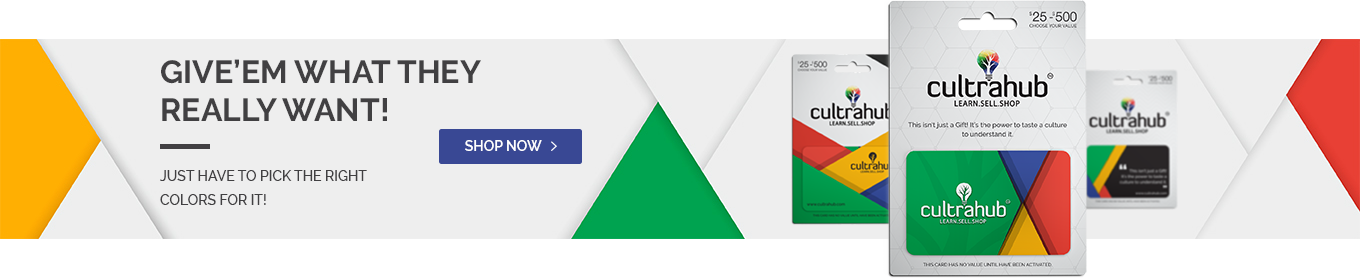 GIVE'EM WHAT THEY
REALLY WANT!
JUST HAVE TO PICK THE RIGHT
COLORS FOR IT!
SHOP NOW
$25-$500
CHOOSE YOUR VALUE
cultrahub
LEARN.SELL.SHOP
cultrahub
LEARN.SELL.SHOP
www.cultrahub.com
$25-$500
CHOOSE YOUR VALUE
cultrahub
LEARN.SELL.SHOP
This isn't just a Gift! It's the power to taste a culture
to understand it.
cultrahub
LEARN.SELL.SHOP
THIS CARD HAS NO VALUE UNTIL HAVE BEEN ACTIVATED.
$25-$500
cultrahub
LEARN.SELL.SHOP
This isn't just a Gift!
It's the power to taste a
culture to understand it.